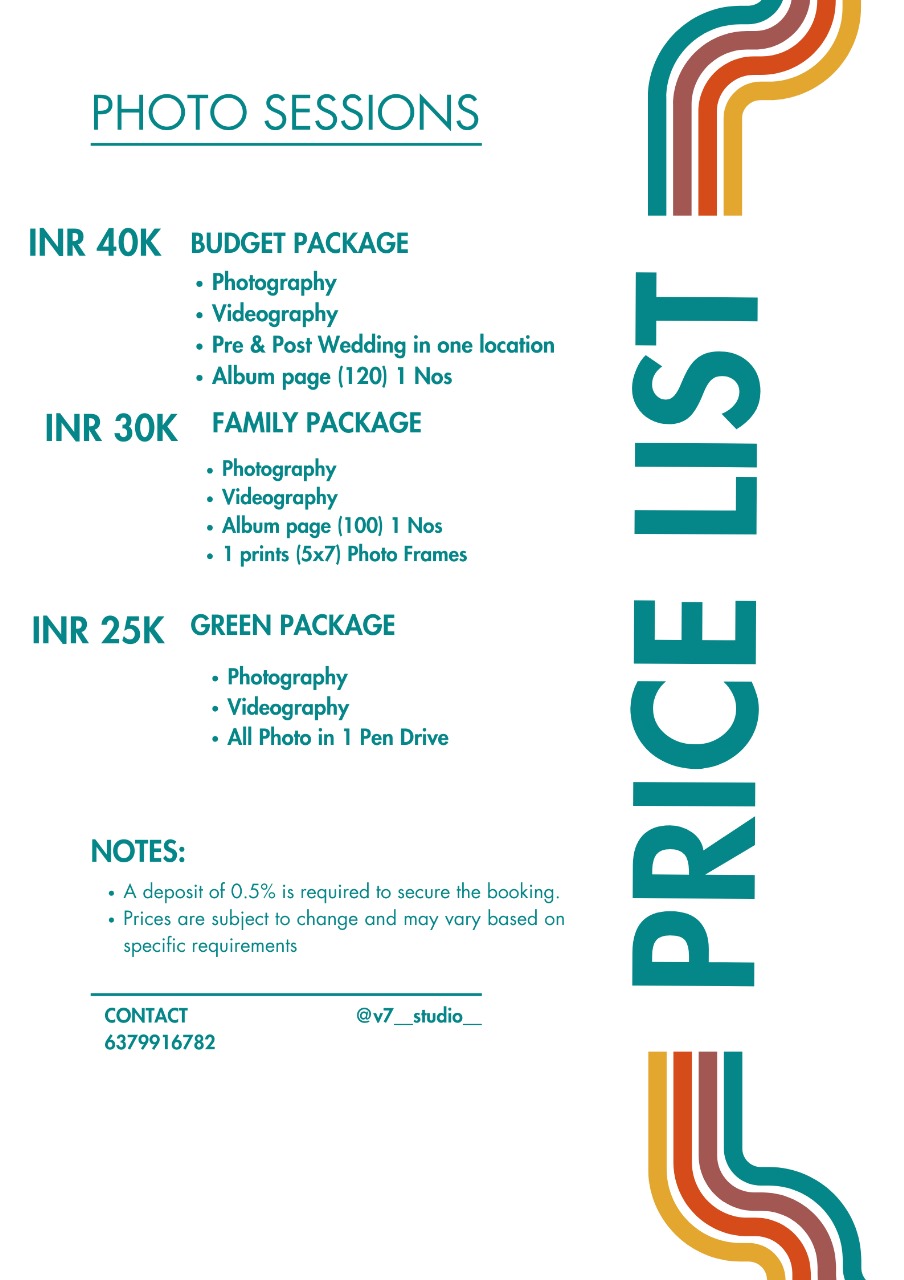 PHOTO SESSIONS
INR 40K BUDGET PACKAGE
• Photography
• Videography
• Pre & Post Wedding in one location
• Album page (120) 1 Nos
INR 30K FAMILY PACKAGE
• Photography
• Videography
• Album page (100) 1 Nos
• 1 prints (5x7) Photo Frames
INR 25K GREEN PACKAGE
• Photography
• Videography
• All Photo in 1 Pen Drive
NOTES:
• A deposit of 0.5% is required to secure the booking.
• Prices are subject to change and may vary based on
specific requirements
CONTACT @v7__studio__
6379916782
PRICE LIST